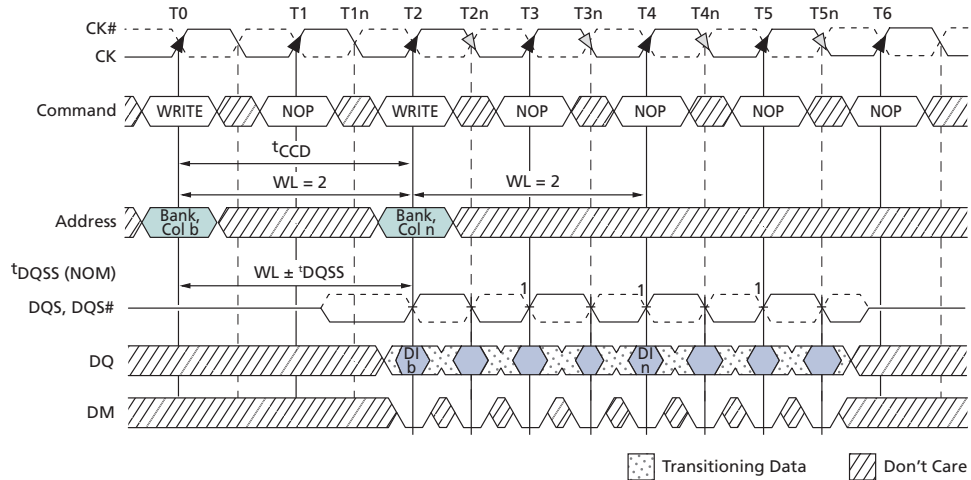 T0 T1 T1n T2 T2n T3 T3n T4 T4n T5 T5n T6
CK#
CK
Command WRITE NOP WRITE NOP NOP NOP NOP
tCCD
WL = 2 WL = 2
Address Bank, Col b Bank, Col n
tDQSS (NOM) WL ± tDQSS
DQS, DQS# 1 1 1
DQ DI b DI n
DM
Transitioning Data Don't Care